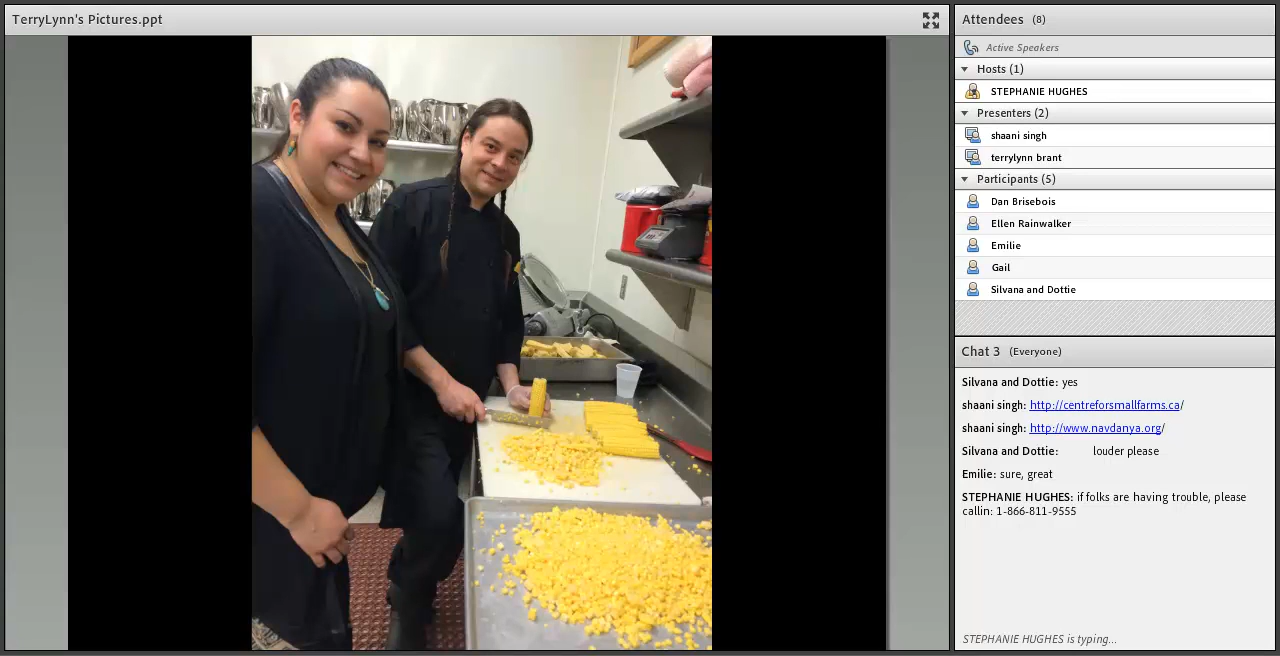 TerryLynn's Pictures.ppt
Attendees (8)
Active Speakers
Hosts (1)
STEPHANIE HUGHES
Presenters (2)
shaani singh
terrylynn brant
Participants (5)
Dan Brisebois
Ellen Rainwalker
Emilie
Gail
Silvana and Dottie
Chat 3 (Everyone)
Silvana and Dottie: yes
shaani singh: http://centreforsmallfarms.ca/
shaani singh: http://www.navdanya.org/
Silvana and Dottie: louder please
Emilie: sure, great
STEPHANIE HUGHES: if folks are having trouble, please
callin: 1-866-811-9555
STEPHANIE HUGHES is typing...